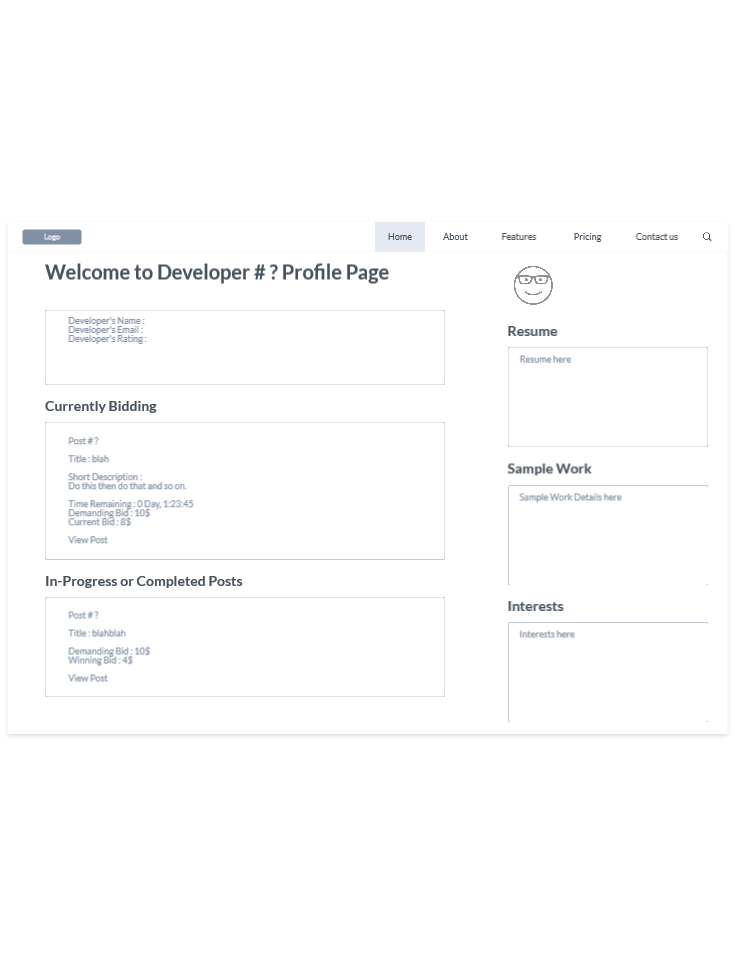 Logo
Home About Features Pricing Contact us
Welcome to Developer # ? Profile Page
Developer's Name :
Developer's Email :
Developer's Rating :
Currently Bidding
Post # ?
Title : blah
Short Description :
Do this then do that and so on.
Time Remaining : 0 Day, 1:23:45
Demanding Bid : 10$
Current Bid : 8$
View Post
In-Progress or Completed Posts
Post # ?
Title : blahblah
Demanding Bid : 10$
Winning Bid : 4$
View Post
Resume
Resume here
Sample Work
Sample Work Details here
Interests
Interests here